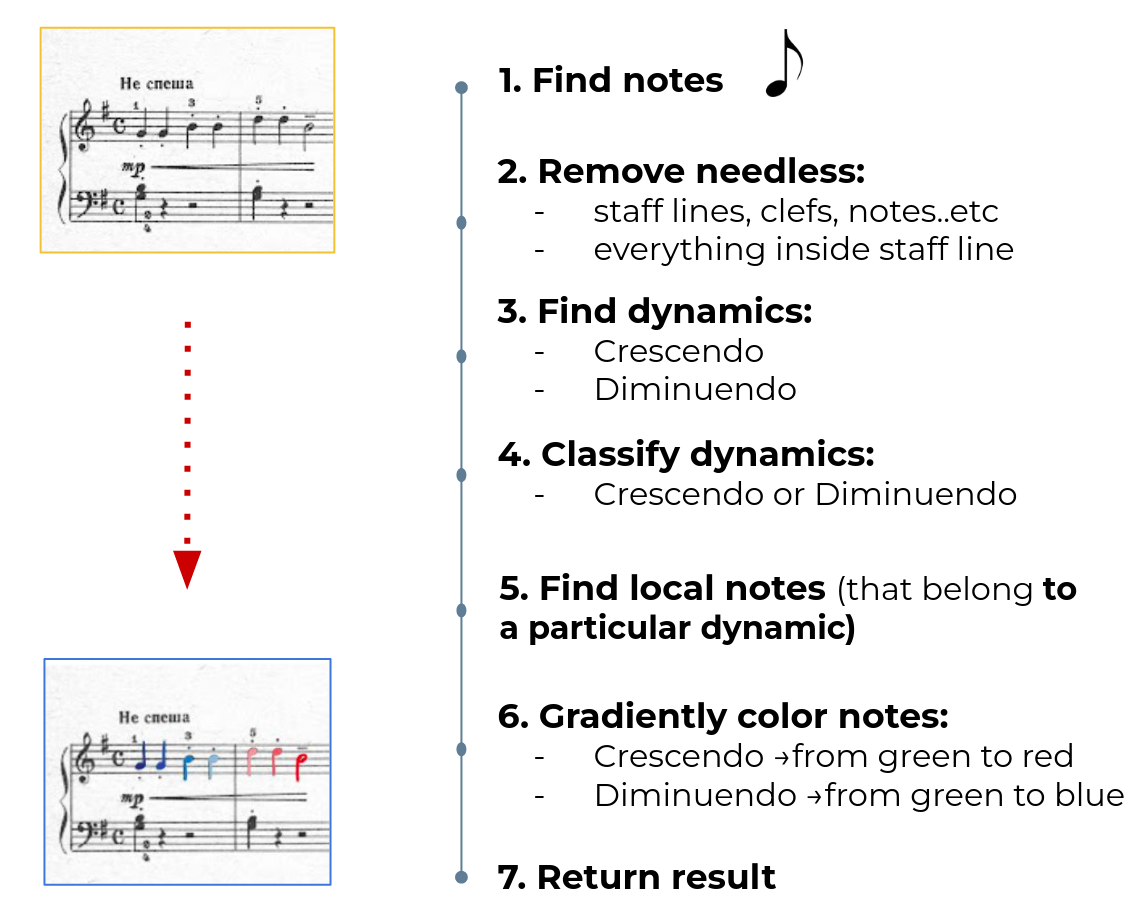 Не спеша
1 3 5
mp
2
4
1. Find notes
2. Remove needless:
- staff lines, clefs, notes..etc
- everything inside staff line
3. Find dynamics:
- Crescendo
- Diminuendo
4. Classify dynamics:
- Crescendo or Diminuendo
5. Find local notes (that belong to
a particular dynamic)
6. Gradiently color notes:
- Crescendo →from green to red
- Diminuendo →from green to blue
7. Return result
Не спеша
1 3 5
mp
2
4